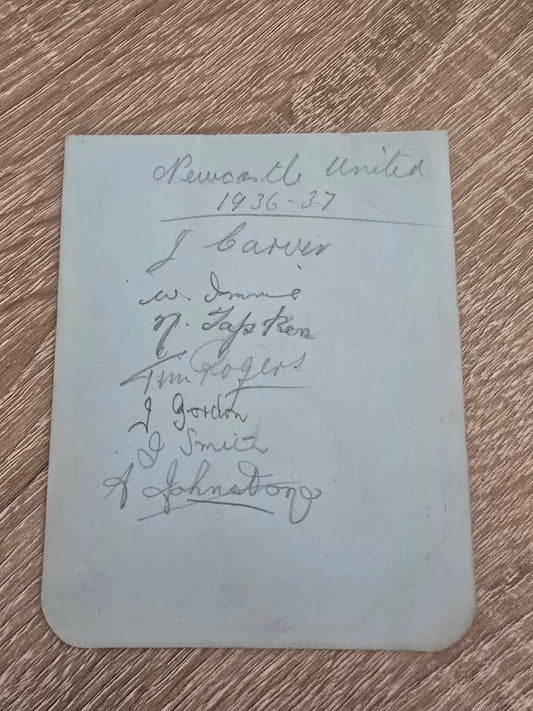 Newcastle United
1936-37
J Carver
W. Imrie
N. Tapken
Tim Rogers
J Gordon
J Smith
A Johnstone